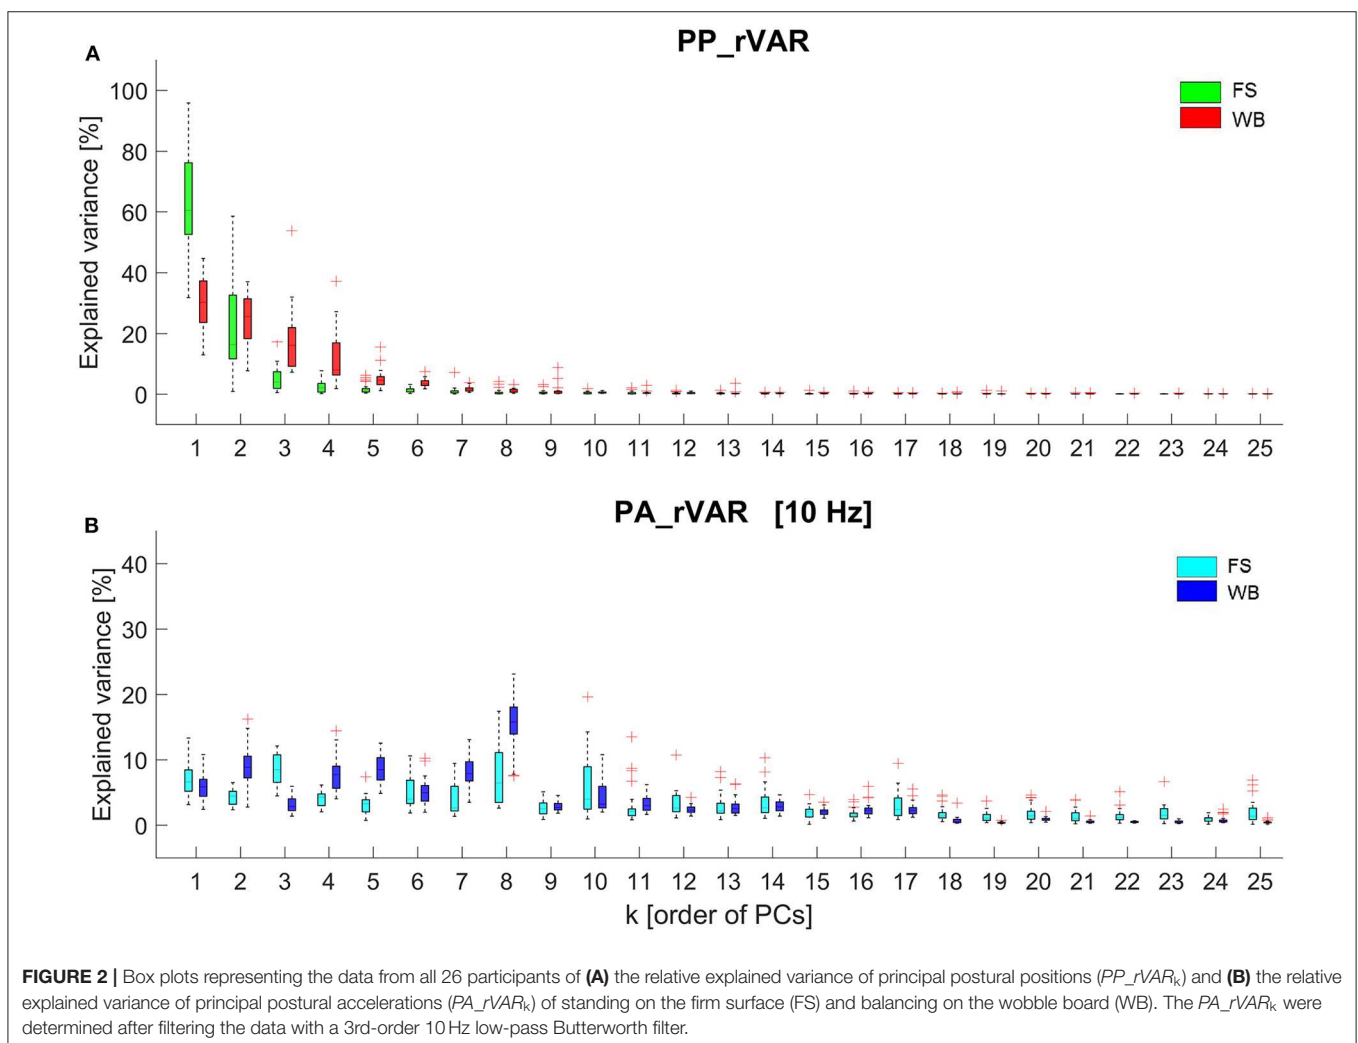 PP_rVAR
A
100
80
60
40
20
0
Explained variance [%]
FS
WB
1 2 3 4 5 6 7 8 9 10 11 12 13 14 15 16 17 18 19 20 21 22 23 24 25
PA_rVAR [10 Hz]
B
40
30
20
10
0
Explained variance [%]
FS
WB
1 2 3 4 5 6 7 8 9 10 11 12 13 14 15 16 17 18 19 20 21 22 23 24 25
k [order of PCs]
FIGURE 2 | Box plots representing the data from all 26 participants of (A) the relative explained variance of principal postural positions (PP_rVARk) and (B) the relative
explained variance of principal postural accelerations (PA_rVARk) of standing on the firm surface (FS) and balancing on the wobble board (WB). The PA_rVARk were
determined after filtering the data with a 3rd-order 10 Hz low-pass Butterworth filter.